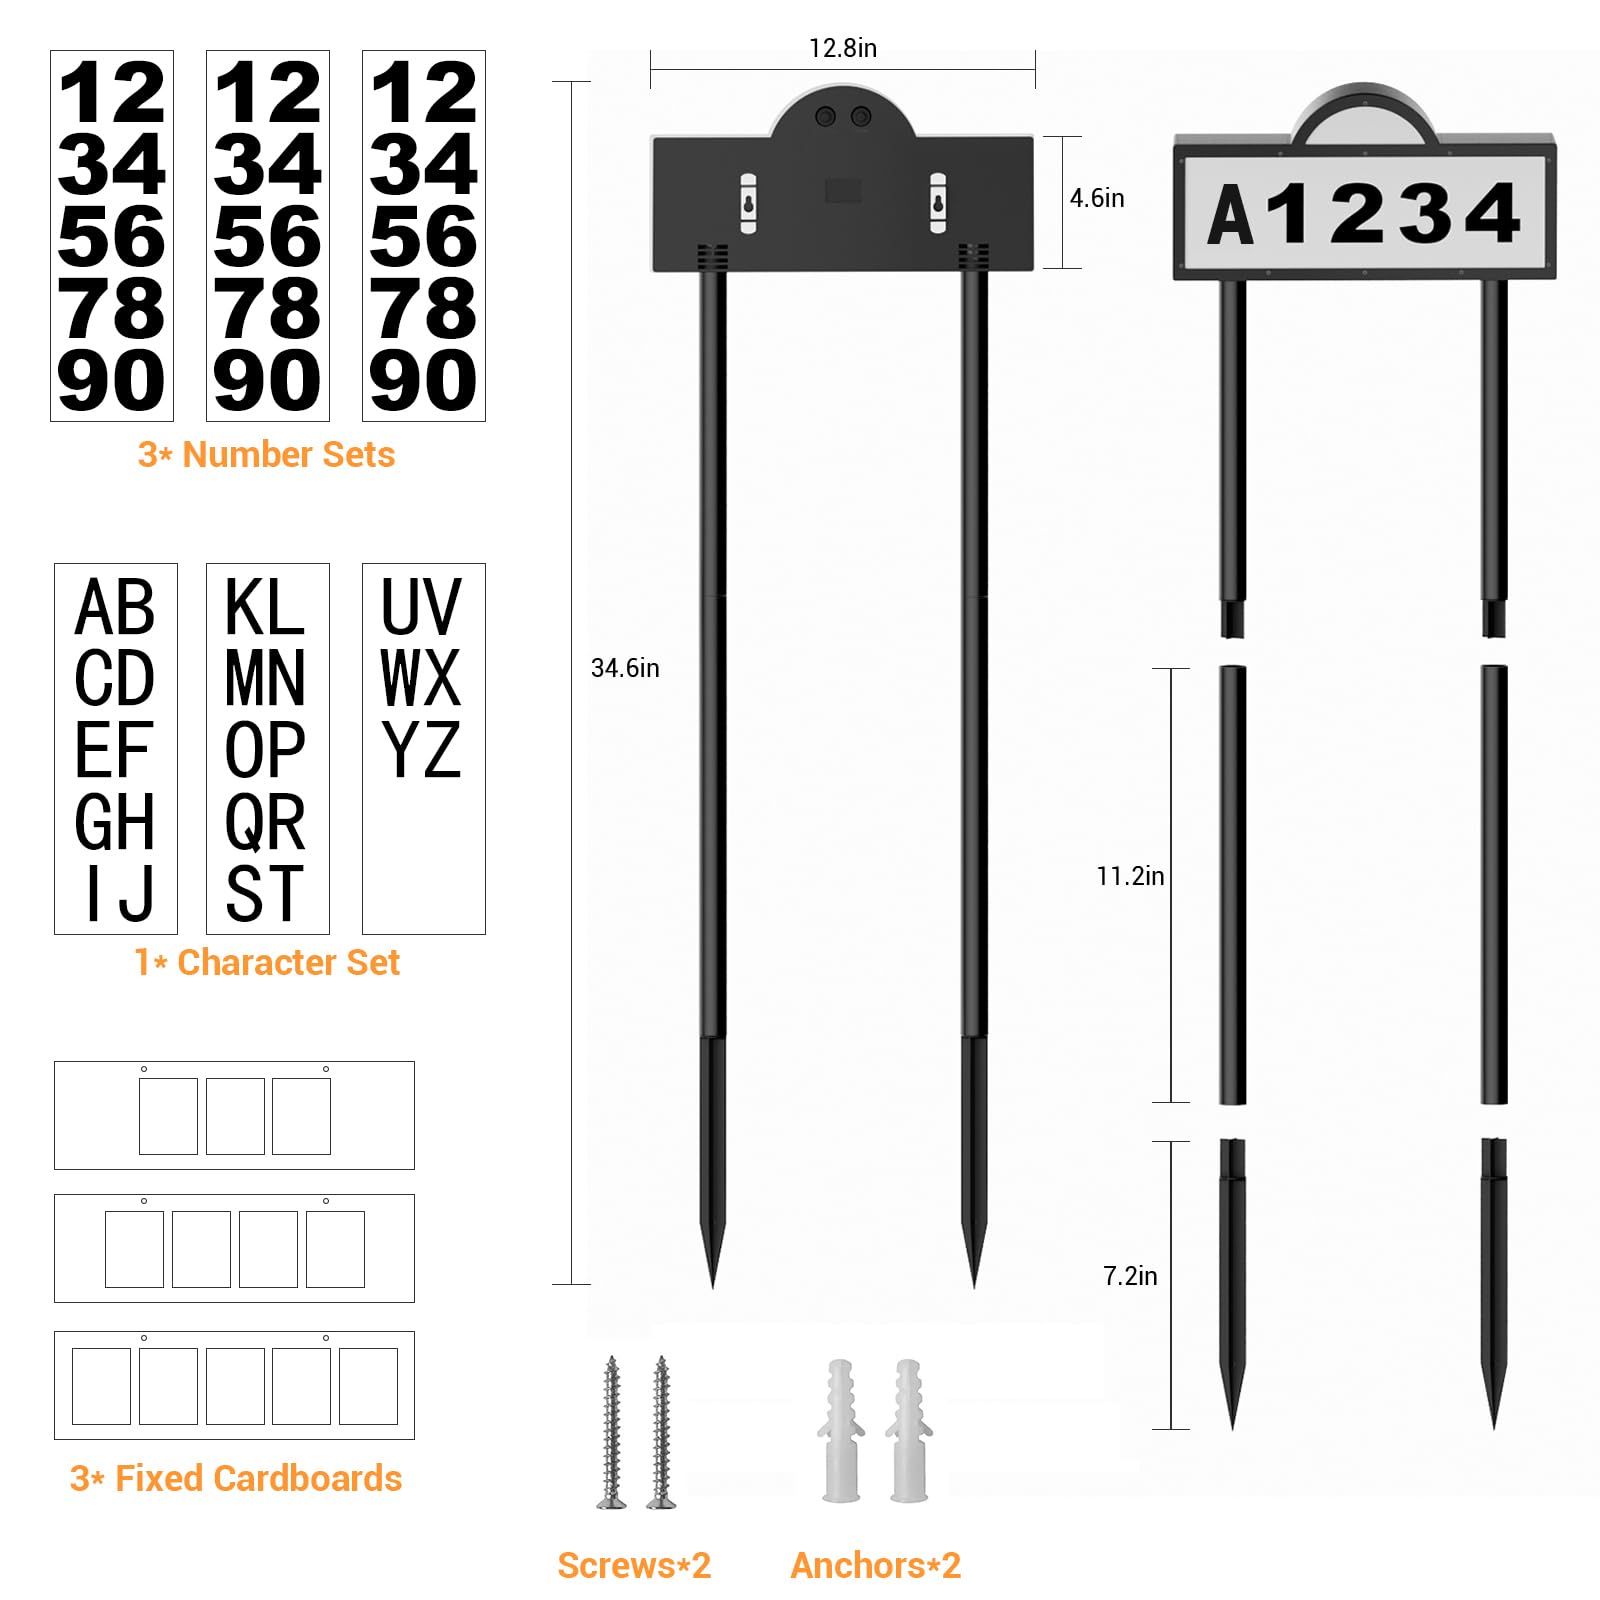 12
34
56
78
90
12
34
56
78
90
12
34
56
78
90
3* Number Sets
AB
CD
EF
GH
IJ
KL
MN
OP
QR
ST
UV
WX
YZ
1* Character Set
3* Fixed Cardboards
12.8in
4.6in
34.6in
A1234
11.2in
7.2in
Screws*2
Anchors*2